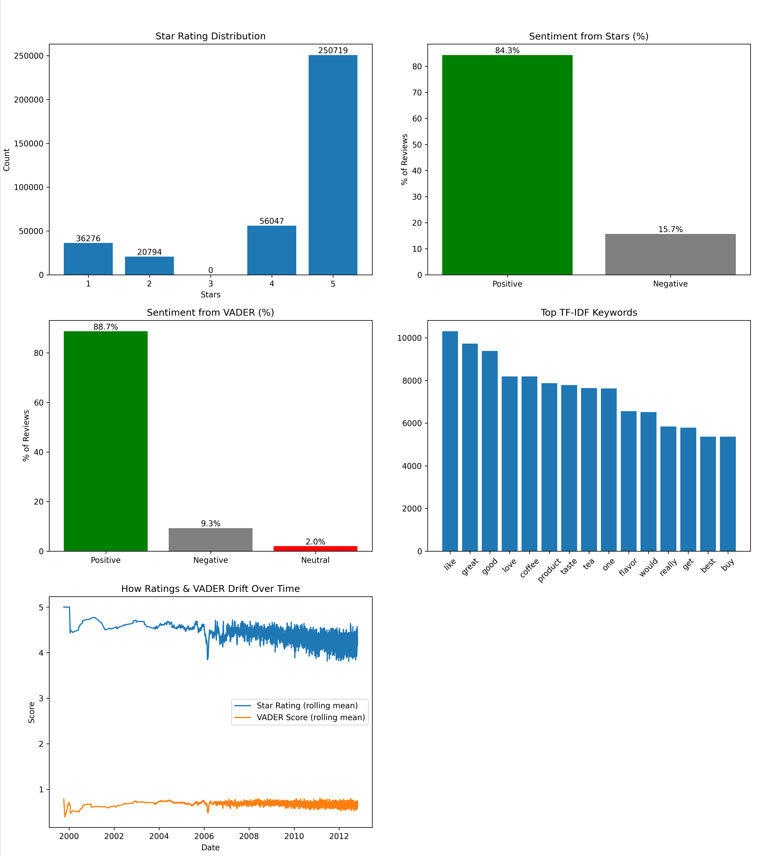 Star Rating Distribution
Count
250000
200000
150000
100000
50000
0
36276
20794
0
56047
250719
1 2 3 4 5
Stars
Sentiment from Stars (%)
% of Reviews
80
70
60
50
40
30
20
10
0
84.3%
15.7%
Positive Negative
Sentiment from VADER (%)
% of Reviews
80
60
40
20
0
88.7%
9.3%
2.0%
Positive Negative Neutral
Top TF-IDF Keywords
10000
8000
6000
4000
2000
0
like great good love coffee product taste tea one flavor would really get best buy
How Ratings & VADER Drift Over Time
Score
5
4
3
2
1
Star Rating (rolling mean)
VADER Score (rolling mean)
2000 2002 2004 2006 2008 2010 2012
Date